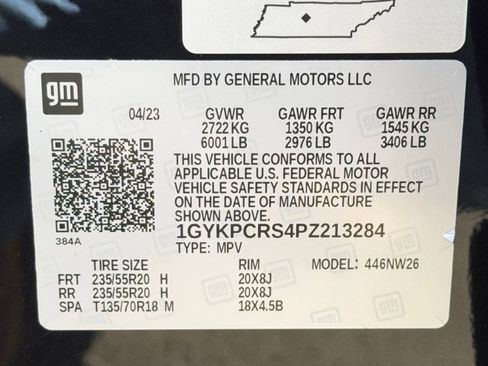 gm
MFD BY GENERAL MOTORS LLC
04/23 GVWR GAWR FRT GAWR RR
2722 KG 1350 KG 1545 KG
6001 LB 2976 LB 3406 LB
THIS VEHICLE CONFORMS TO ALL
APPLICABLE U.S. FEDERAL MOTOR
VEHICLE SAFETY STANDARDS IN EFFECT
ON THE DATE OF MANUFACTURE
SHOWN ABOVE.
384A
1GYKPCRS4PZ213284
TYPE: MPV
TIRE SIZE RIM MODEL: 446NW26
FRT 235/55R20 H 20X8J
RR 235/55R20 H 20X8J
SPA T135/70R18 M 18X4.5B